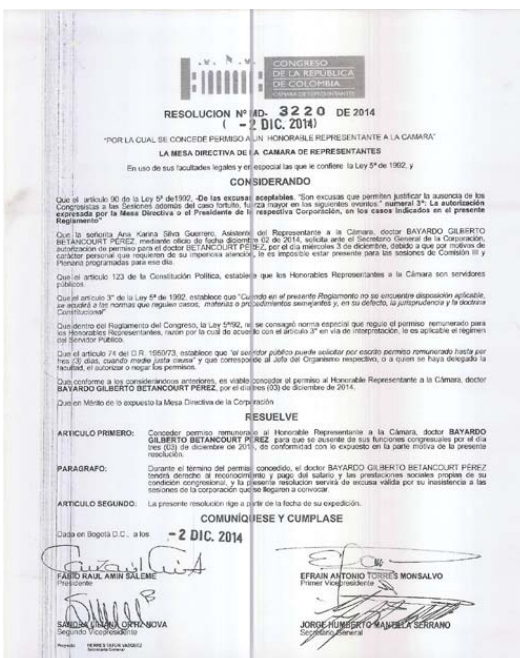 CONGRESO
DE LA REPÚBLICA
DE COLOMBIA
CÁMARA DE REPRESENTANTES
RESOLUCION Nº MD. 3220 DE 2014
( -2 DIC. 2014)
"POR LA CUAL SE CONCEDE PERMISO A UN HONORABLE REPRESENTANTE A LA CAMARA"
LA MESA DIRECTIVA DE LA CAMARA DE REPRESENTANTES
En uso de sus facultades legales y en especial las que le confiere la Ley 5ª de 1992, y
CONSIDERANDO
Que el artículo 90 de la Ley 5ª de1992, -De las excusas aceptables. "Son excusas que permiten justificar la ausencia de los
Congresistas a las Sesiones además del caso fortuito, fuerza mayor en los siguientes eventos:" numeral 3º: La autorización
expresada por la Mesa Directiva o el Presidente de la respectiva Corporación, en los casos indicados en el presente
Reglamento"
Que la señorita Ana Karina Silva Guerrero, Asistente del Representante a la Cámara, doctor BAYARDO GILBERTO
BETANCOURT PÉREZ, mediante oficio de fecha diciembre 02 de 2014, solicita ante el Secretario General de la Corporación,
autorización de permiso para el doctor BETANCOURT PÉREZ, por el día miércoles 3 de diciembre, debido a que por motivos de
carácter personal que requieren de su imperiosa atención, le es imposible estar presente para las sesiones de Comisión III y
Plenaria programadas para ese día.
Que el artículo 123 de la Constitución Política, establece que los Honorables Representantes a la Cámara son servidores
públicos.
Que el artículo 3º de la Ley 5ª de 1992, establece que "Cuando en el presente Reglamento no se encuentre disposición aplicable,
se acudirá a las normas que regulen casos, materias o procedimientos semejantes y, en su defecto, la jurisprudencia y la doctrina
Constitucional"
Que dentro del Reglamento del Congreso, la Ley 5ª/92, no se consagró norma especial que regule el permiso remunerado para
los Honorables Representantes, razón por la cual de acuerdo con el artículo 3º en vía de interpretación, le es aplicable el régimen
del Servidor Público.
Que el artículo 74 del D.R. 1950/73, establece que "el servidor público puede solicitar por escrito permiso remunerado hasta por
tres (3) días, cuando medie justa causa" y que corresponde al Jefe del Organismo respectivo, o a quien se haya delegado la
facultad, el autorizar o negar los permisos.
Que conforme a los considerandos anteriores, en viable conceder el permiso al Honorable Representante a la Cámara, doctor
BAYARDO GILBERTO BETANCOURT PÉREZ, por el día tres (03) de diciembre de 2014.
Que en Mérito de lo expuesto la Mesa Directiva de la Corporación
RESUELVE
ARTICULO PRIMERO: Conceder permiso remunerado al Honorable Representante a la Cámara, doctor BAYARDO
GILBERTO BETANCOURT PÉREZ para que se ausente de sus funciones congresuales por el día
tres (03) de diciembre de 2014, de conformidad con lo expuesto en la parte motiva de la presente
resolución.
PARAGRAFO: Durante el término del permiso concedido, el doctor BAYARDO GILBERTO BETANCOURT PÉREZ
tendrá derecho al reconocimiento y pago del salario y las prestaciones sociales propias de su
condición congresional, y la presente resolución servirá de excusa válida por su inasistencia a las
sesiones de la corporación que se llegaren a convocar.
ARTICULO SEGUNDO: La presente resolución rige a partir de la fecha de su expedición.
COMUNÍQUESE Y CUMPLASE
Dada en Bogotá D.C., a los -2 DIC. 2014
FABIO RAUL AMIN SALEME
Presidente
EFRAIN ANTONIO TORRES MONSALVO
Primer Vicepresidente
SANDRA LILIANA ORTIZ NOVA
Segundo Vicepresidente
JORGE HUMBERTO MANTILLA SERRANO
Secretario General